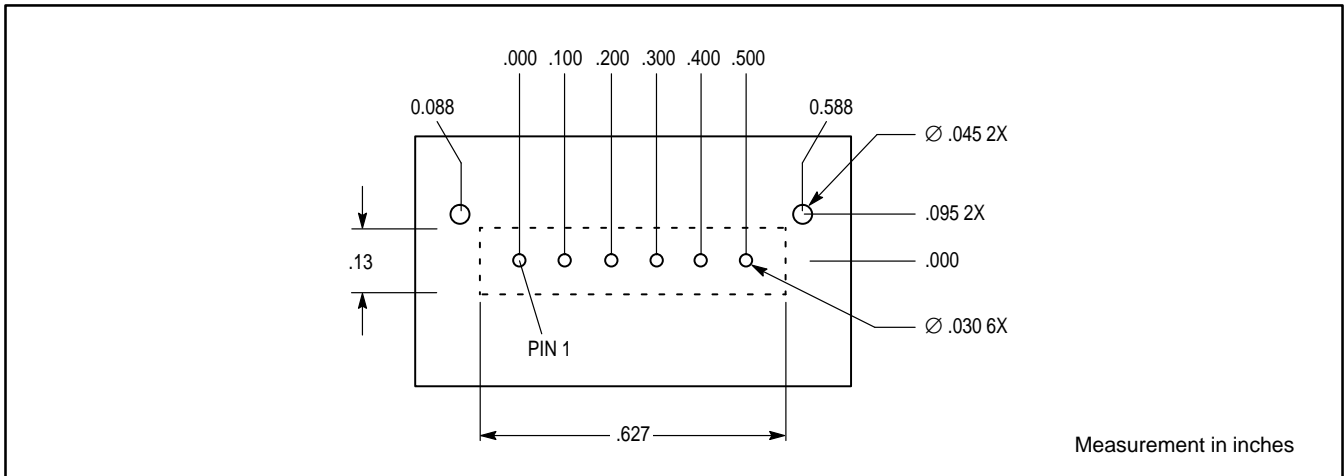 .000 .100 .200 .300 .400 .500
0.088
0.588
∅ .045 2X
.095 2X
.13
.000
∅ .030 6X
PIN 1
.627
Measurement in inches